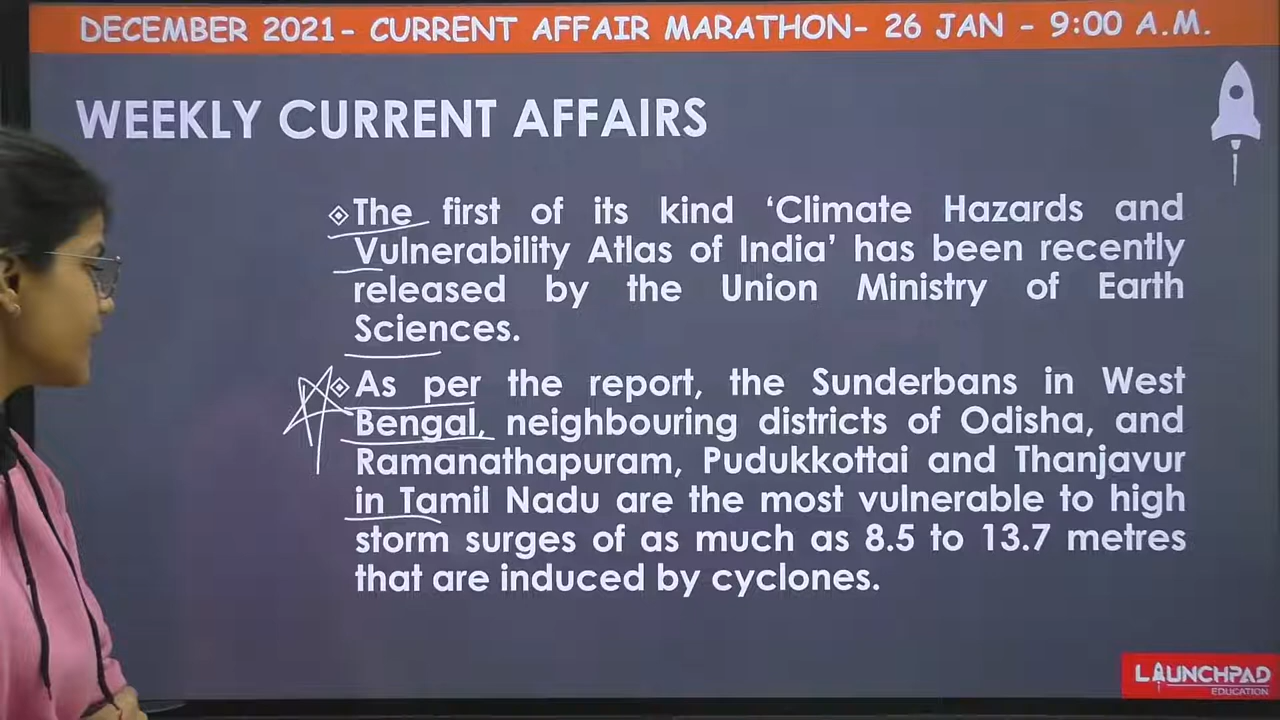 DECEMBER 2021- CURRENT AFFAIR MARATHON- 26 JAN - 9:00 A.M.
WEEKLY CURRENT AFFAIRS
The first of its kind ‘Climate Hazards and
Vulnerability Atlas of India’ has been recently
released by the Union Ministry of Earth
Sciences.
As per the report, the Sunderbans in West
Bengal, neighbouring districts of Odisha, and
Ramanathapuram, Pudukkottai and Thanjavur
in Tamil Nadu are the most vulnerable to high
storm surges of as much as 8.5 to 13.7 metres
that are induced by cyclones.
LAUNCHPAD
EDUCATION